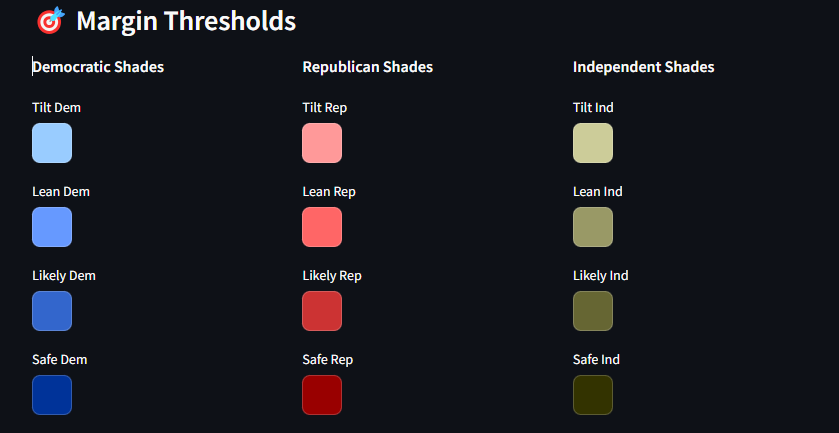 Margin Thresholds
Democratic Shades
Tilt Dem
Lean Dem
Likely Dem
Safe Dem
Republican Shades
Tilt Rep
Lean Rep
Likely Rep
Safe Rep
Independent Shades
Tilt Ind
Lean Ind
Likely Ind
Safe Ind